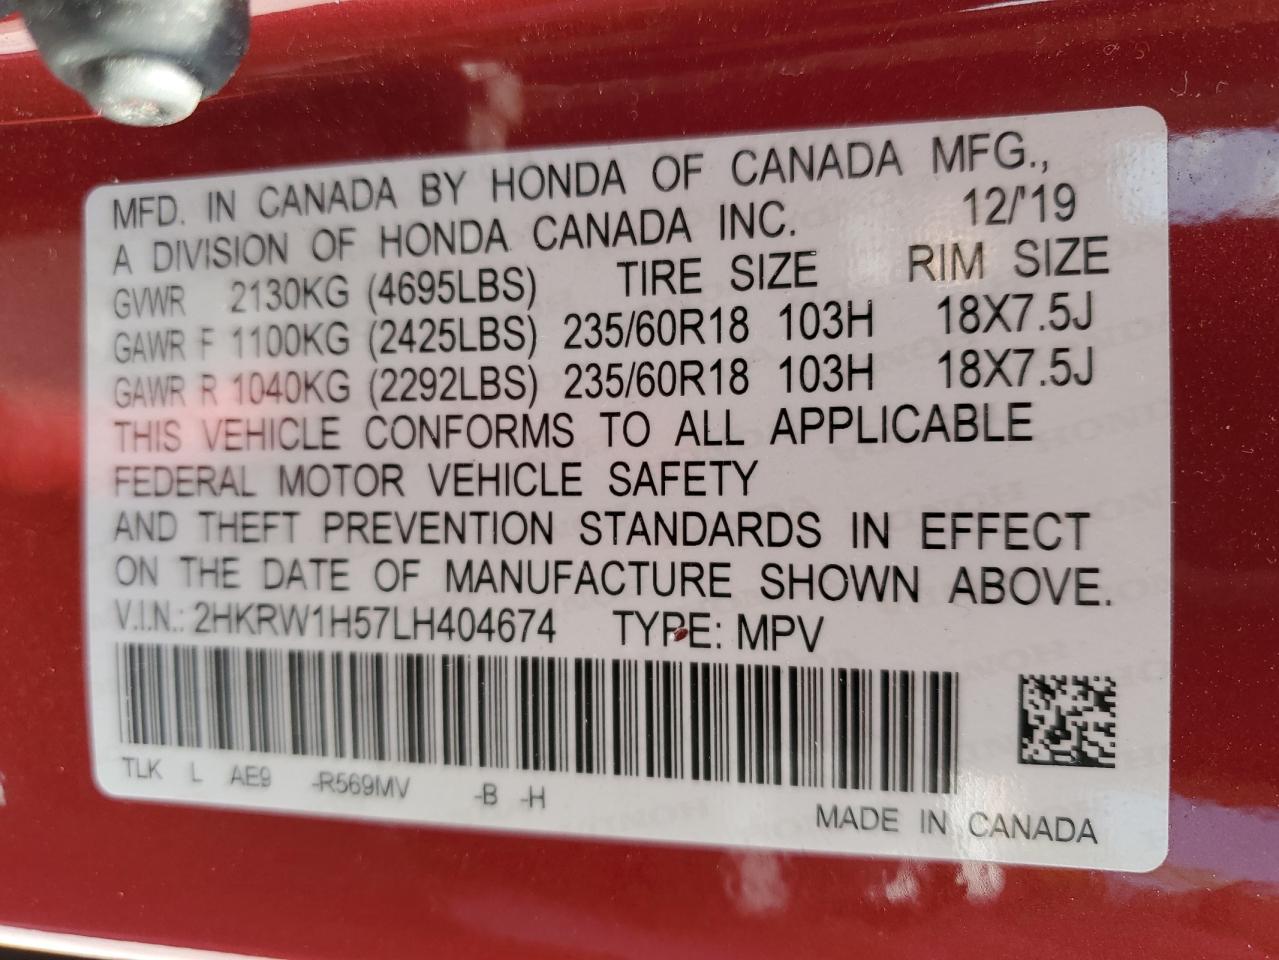 MFD. IN CANADA BY HONDA OF CANADA MFG.,
A DIVISION OF HONDA CANADA INC. 12/'19
GVWR 2130KG (4695LBS) TIRE SIZE RIM SIZE
GAWR F 1100KG (2425LBS) 235/60R18 103H 18X7.5J
GAWR R 1040KG (2292LBS) 235/60R18 103H 18X7.5J
THIS VEHICLE CONFORMS TO ALL APPLICABLE
FEDERAL MOTOR VEHICLE SAFETY
AND THEFT PREVENTION STANDARDS IN EFFECT
ON THE DATE OF MANUFACTURE SHOWN ABOVE.
V.I.N.: 2HKRW1H57LH404674 TYPE: MPV
TLK L AE9 -R569MV -B -H
MADE IN CANADA